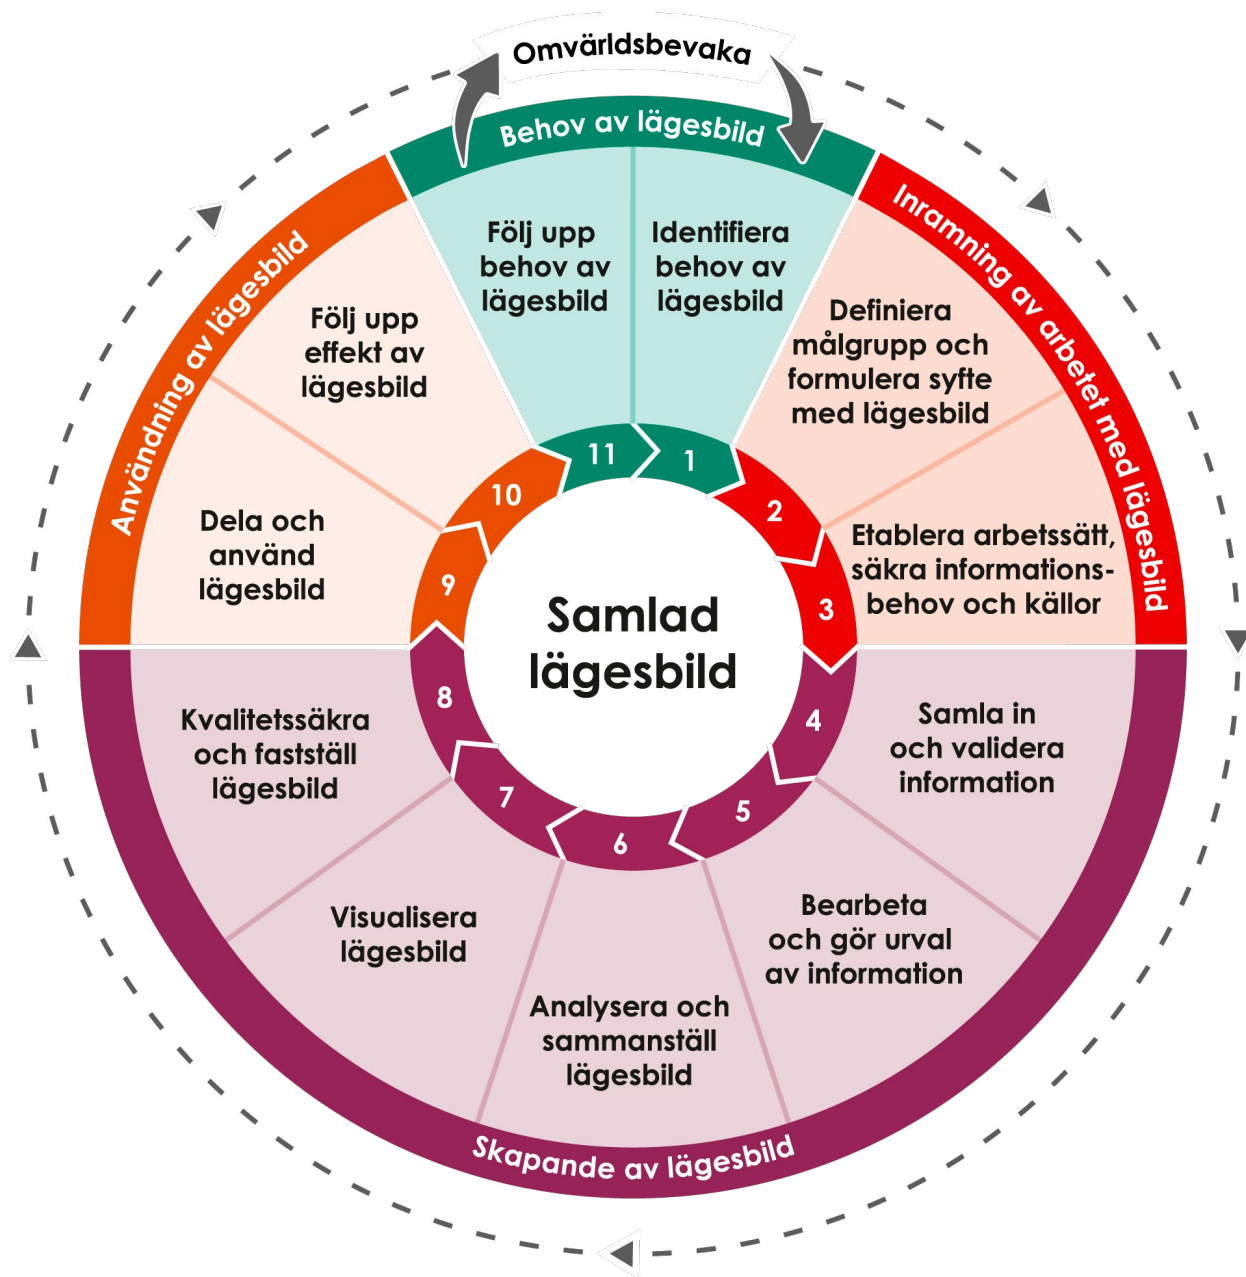 Omvärldsbevaka
Behov av lägesbild
Inramning av arbetet med lägesbild
Skapande av lägesbild
Användning av lägesbild
Identifiera
behov av
lägesbild
Definiera
målgrupp och
formulera syfte
med lägesbild
Etablera arbetssätt,
säkra informations-
behov och källor
Samla in
och validera
information
Bearbeta
och gör urval
av information
Analysera och
sammanställ
lägesbild
Visualisera
lägesbild
Kvalitetssäkra
och fastställ
lägesbild
Dela och
använd
lägesbild
Följ upp
effekt av
lägesbild
Följ upp
behov av
lägesbild
1
2
3
4
5
6
7
8
9
10
11
Samlad
lägesbild